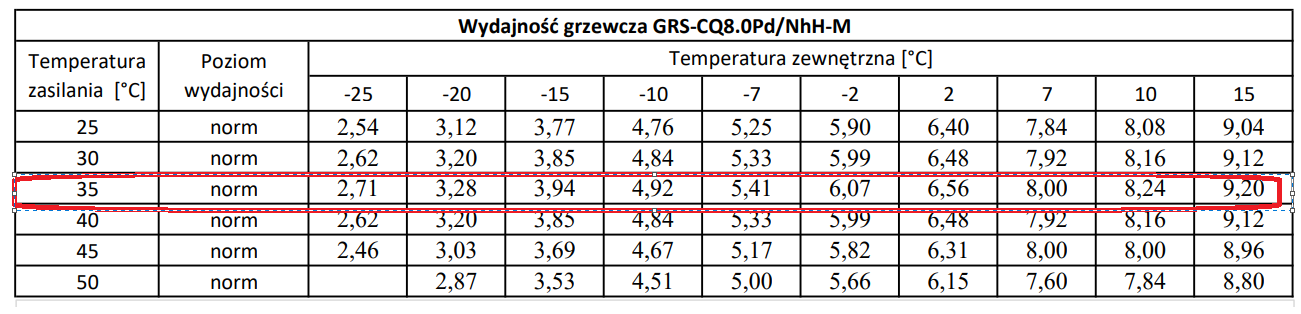 Wydajność grzewcza GRS-CQ8.0Pd/NhH-M
Temperatura zasilania [°C] Poziom wydajności Temperatura zewnętrzna [°C]
-25 -20 -15 -10 -7 -2 2 7 10 15
25 norm 2,54 3,12 3,77 4,76 5,25 5,90 6,40 7,84 8,08 9,04
30 norm 2,62 3,20 3,85 4,84 5,33 5,99 6,48 7,92 8,16 9,12
35 norm 2,71 3,28 3,94 4,92 5,41 6,07 6,56 8,00 8,24 9,20
40 norm 2,62 3,20 3,85 4,84 5,33 5,99 6,48 7,92 8,16 9,12
45 norm 2,46 3,03 3,69 4,67 5,17 5,82 6,31 8,00 8,00 8,96
50 norm 2,87 3,53 4,51 5,00 5,66 6,15 7,60 7,84 8,80